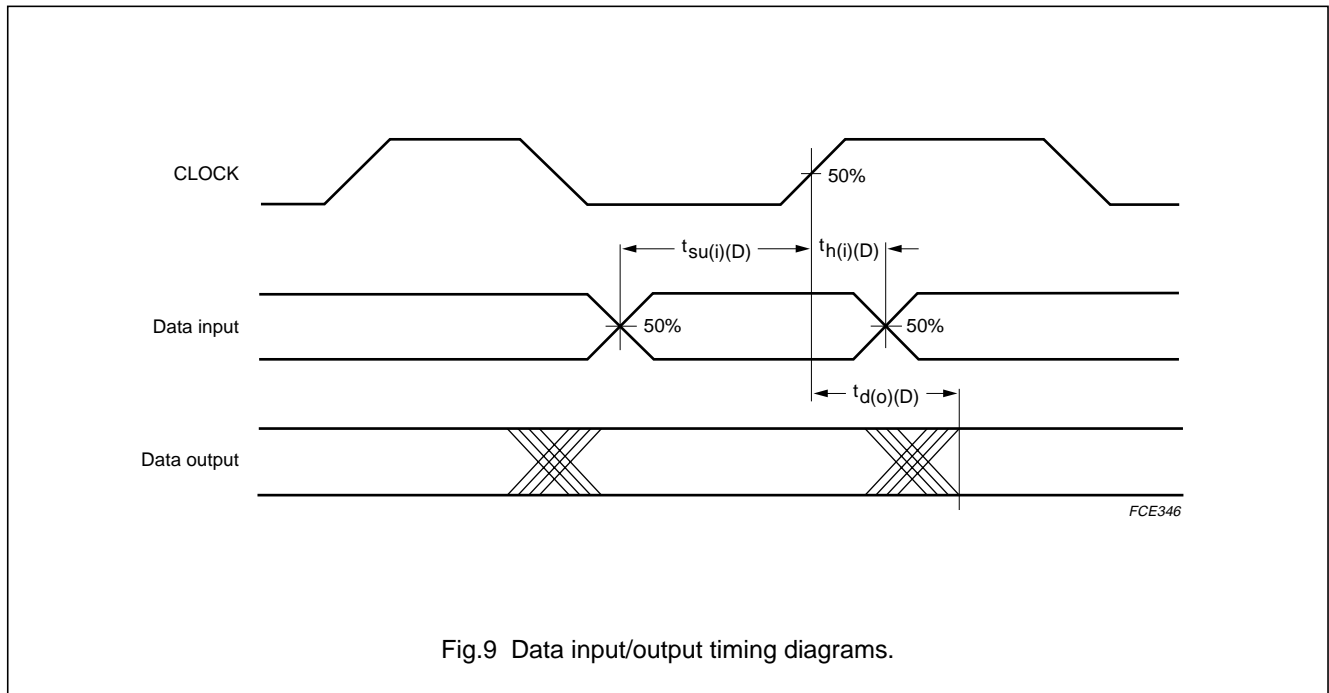 CLOCK
50%
tsu(i)(D)
th(i)(D)
Data input
50%
50%
td(o)(D)
Data output
FCE346
Fig.9 Data input/output timing diagrams.